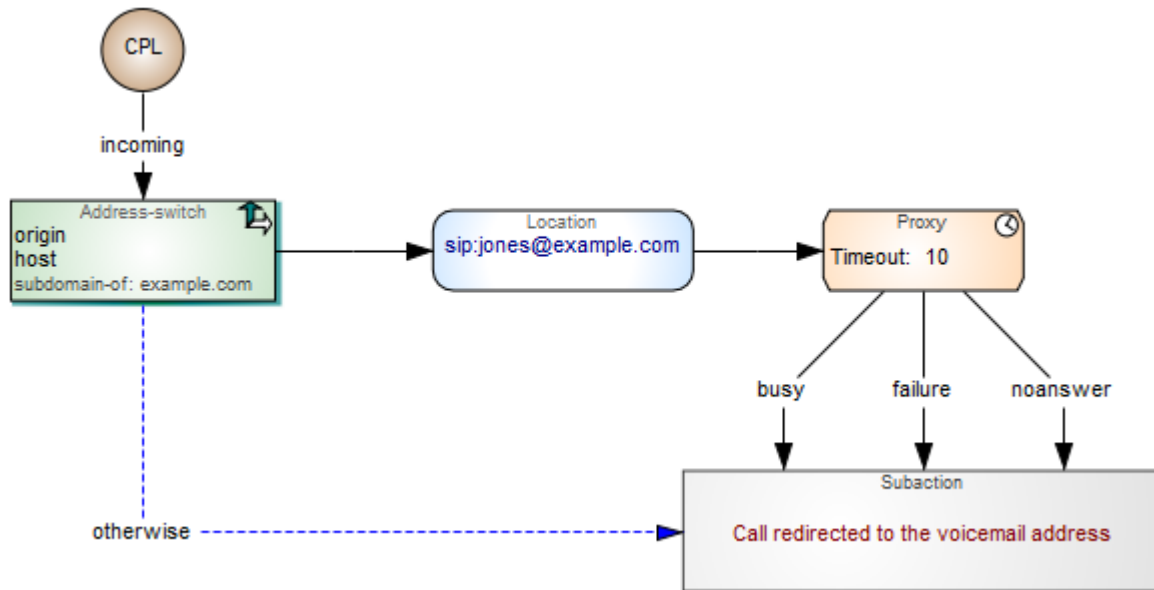 CPL
incoming
Address-switch
origin
host
subdomain-of: example.com
Location
sip:jones@example.com
Proxy
Timeout: 10
busy
failure
noanswer
otherwise
Subaction
Call redirected to the voicemail address